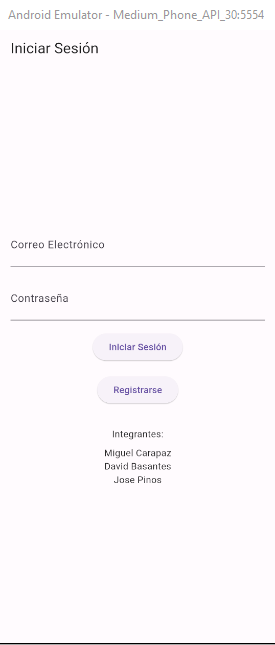 Android Emulator - Medium_Phone_API_30:5554
Iniciar Sesión
Correo Electrónico
Contraseña
Iniciar Sesión
Registrarse
Integrantes:
Miguel Carapaz
David Basantes
Jose Pinos